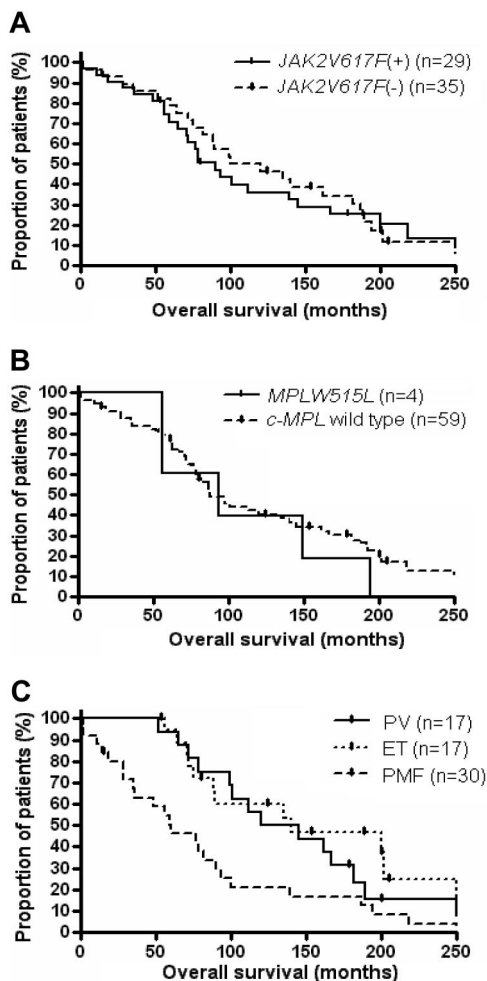 A
Proportion of patients (%)
100
90
80
70
60
50
40
30
20
10
0
JAK2V617F(+) (n=29)
JAK2V617F(-) (n=35)
0 50 100 150 200 250
Overall survival (months)
B
Proportion of patients (%)
100
90
80
70
60
50
40
30
20
10
0
MPLW515L (n=4)
c-MPL wild type (n=59)
0 50 100 150 200 250
Overall survival (months)
C
Proportion of patients (%)
100
90
80
70
60
50
40
30
20
10
0
PV (n=17)
ET (n=17)
PMF (n=30)
0 50 100 150 200 250
Overall survival (months)